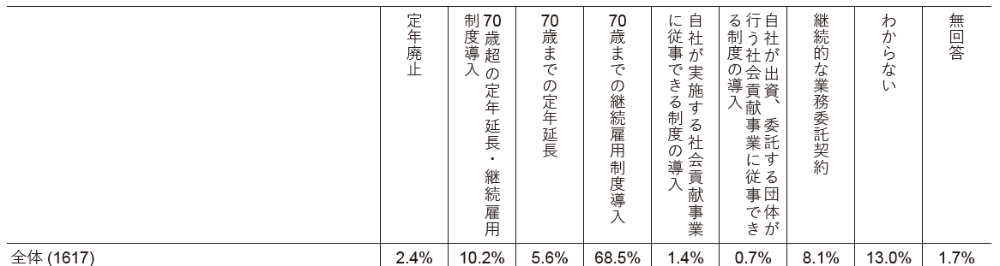 定年廃止
70歳超の定年延長・継続雇用
制度導入
70歳までの定年延長
70歳までの継続雇用制度導入
自社が実施する社会貢献事業
に従事できる制度の導入
自社が出資、委託する団体が
行う社会貢献事業に従事でき
る制度の導入
継続的な業務委託契約
わからない
無回答
全体 (1617) 2.4% 10.2% 5.6% 68.5% 1.4% 0.7% 8.1% 13.0% 1.7%